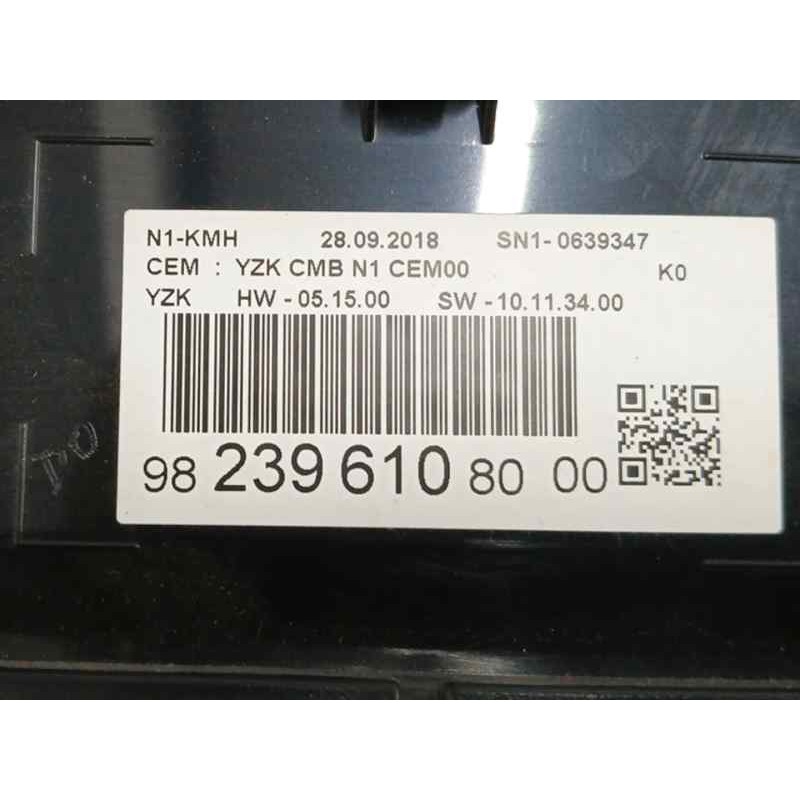 N1-KMH 28.09.2018 SN1- 0639347
CEM : YZK CMB N1 CEM00 K0
YZK HW - 05.15.00 SW - 10.11.34.00
98 239 610 80 00